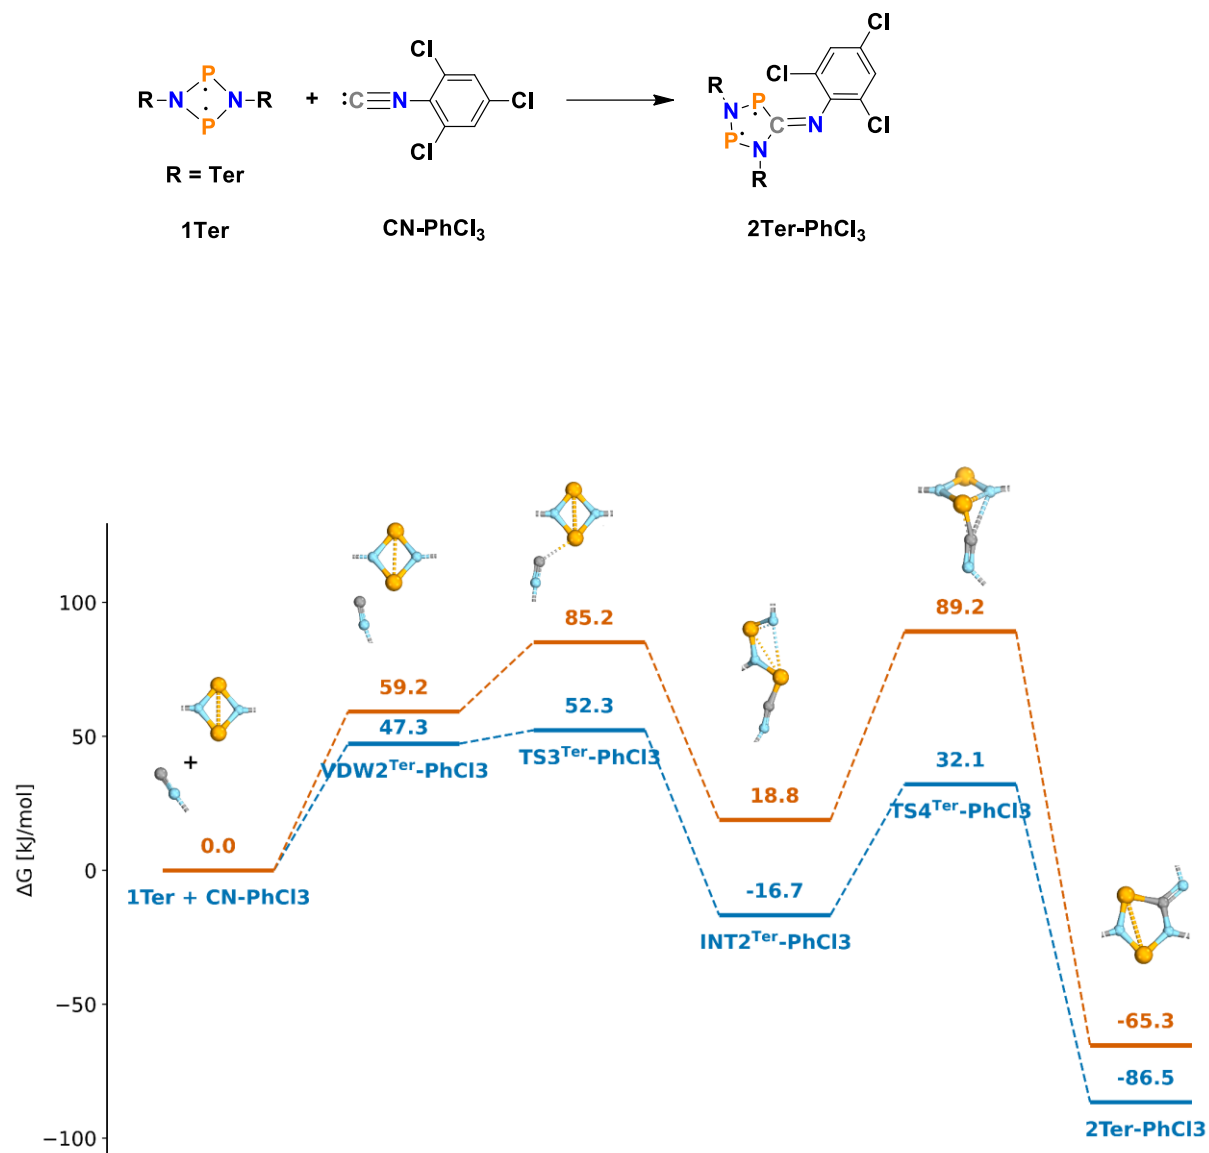 Cl
Cl
Cl
P
R N N R
P
+
:C≡N
Cl
Cl
R
N
P
P
N
C=N
Cl
R
R = Ter
1Ter
CN-PhCl3
2Ter-PhCl3
100
50
0
−50
−100
ΔG [kJ/mol]
+
0.0
1Ter + CN-PhCl3
59.2
47.3
VDW2Ter-PhCl3
85.2
52.3
TS3Ter-PhCl3
18.8
-16.7
INT2Ter-PhCl3
89.2
32.1
TS4Ter-PhCl3
-65.3
-86.5
2Ter-PhCl3